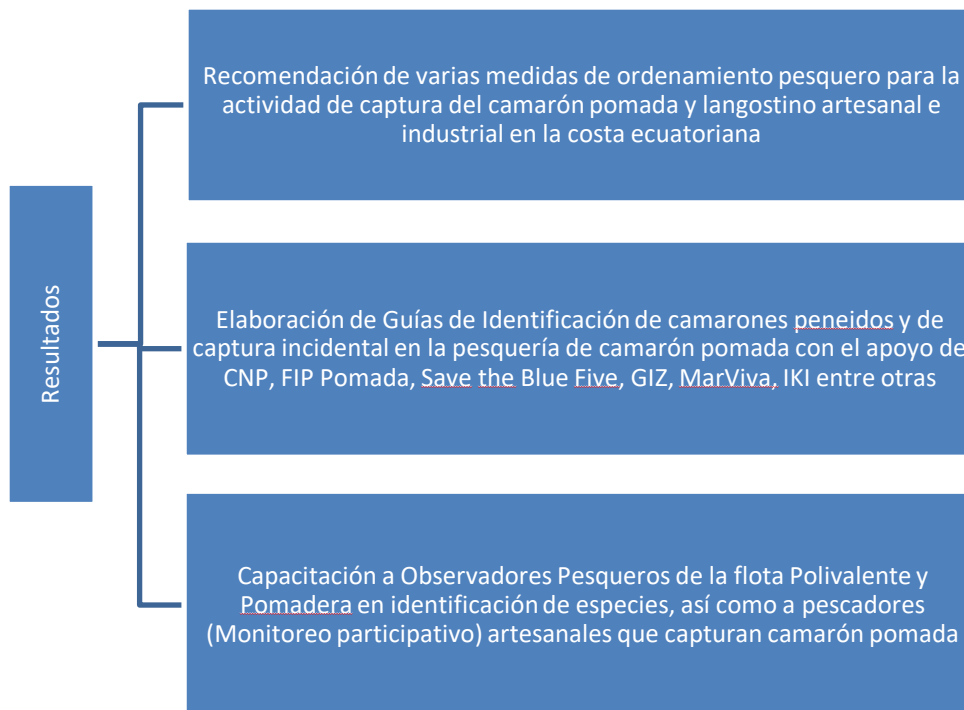 Resultados
Recomendación de varias medidas de ordenamiento pesquero para la
actividad de captura del camarón pomada y langostino artesanal e
industrial en la costa ecuatoriana
Elaboración de Guías de Identificación de camarones peneidos y de
captura incidental en la pesquería de camarón pomada con el apoyo de
CNP, FIP Pomada, Save the Blue Five, GIZ, MarViva, IKI entre otras
Capacitación a Observadores Pesqueros de la flota Polivalente y
Pomadera en identificación de especies, así como a pescadores
(Monitoreo participativo) artesanales que capturan camarón pomada